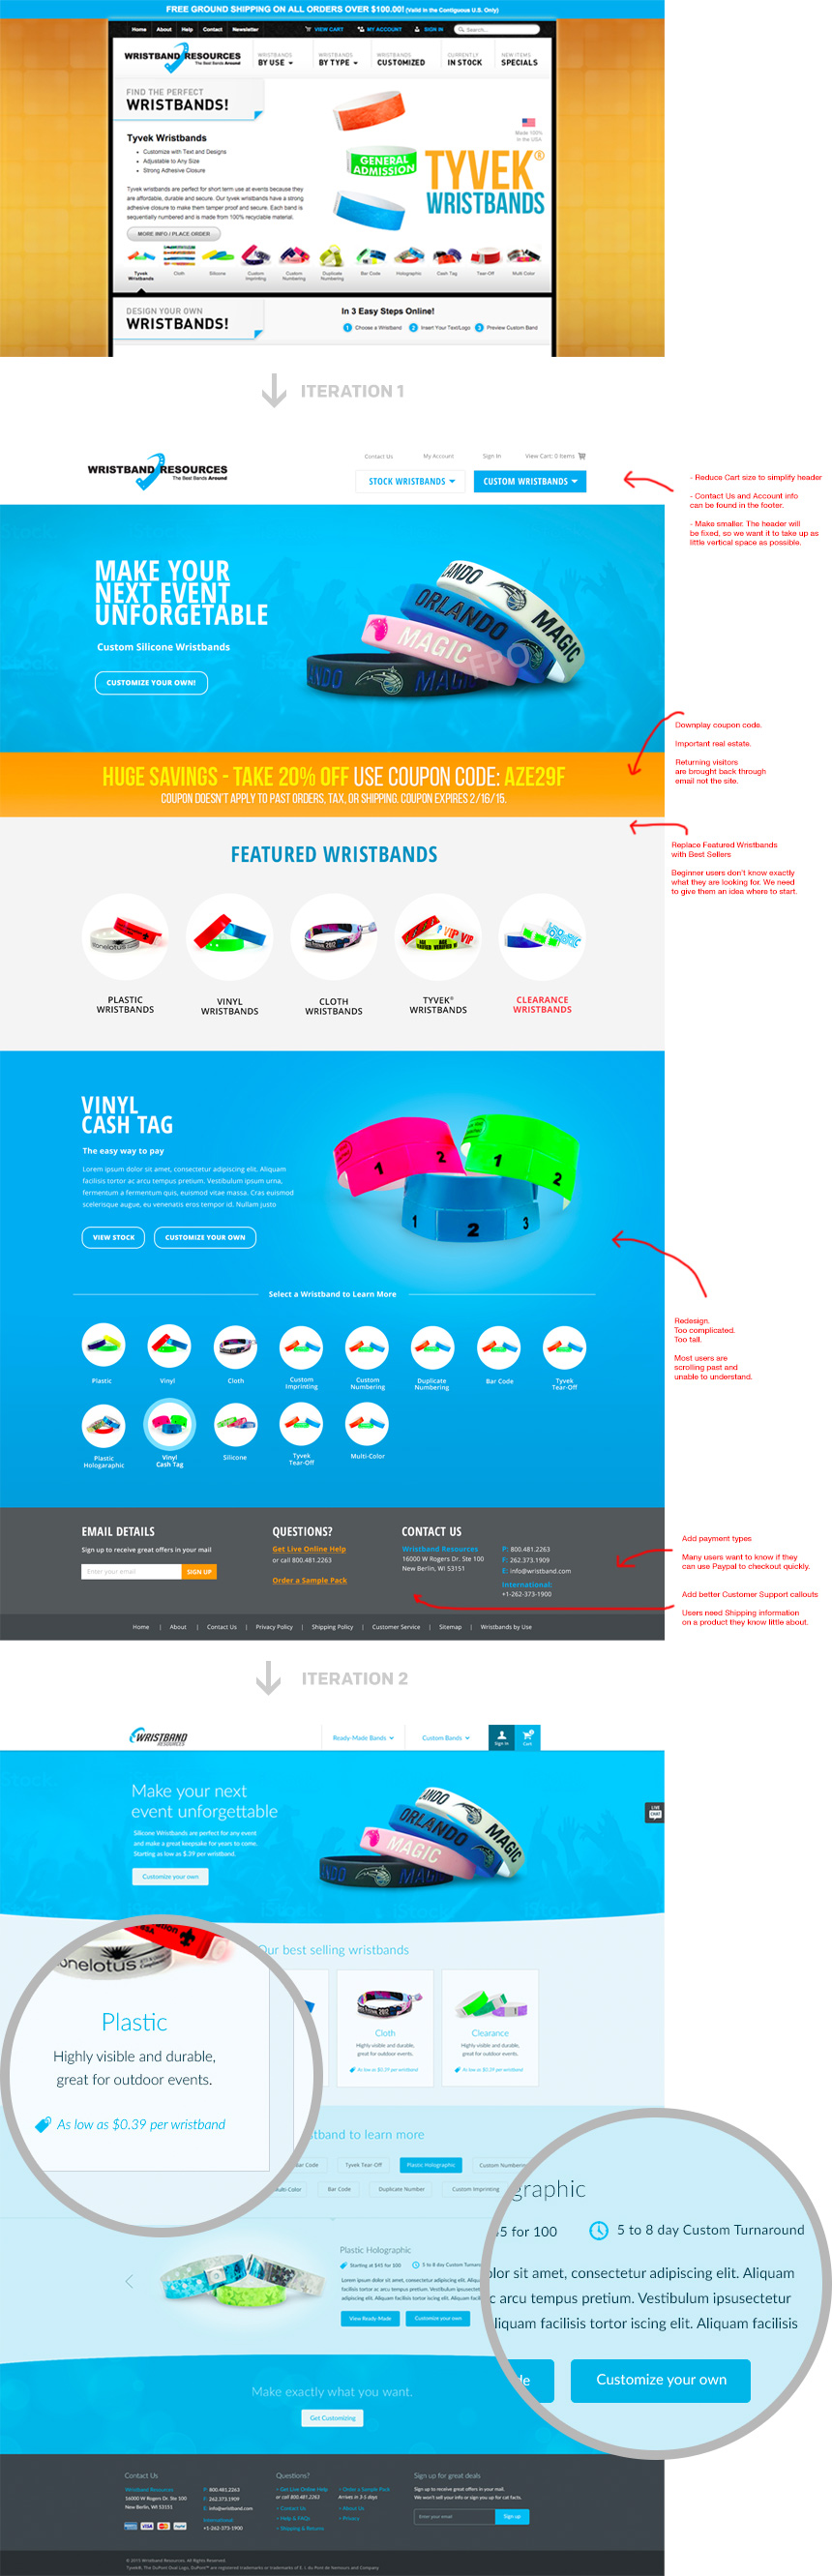 FREE GROUND SHIPPING ON ALL ORDERS OVER $100.00! (Valid in the Contiguous U.S. Only)
Home About Help Contact Newsletter VIEW CART MY ACCOUNT SIGN IN Search...
WRISTBAND RESOURCES
The Best Bands Around
WRISTBANDS BY USE
WRISTBANDS BY TYPE
WRISTBANDS CUSTOMIZED
CURRENTLY IN STOCK
NEW ITEMS SPECIALS
FIND THE PERFECT
WRISTBANDS!
Tyvek Wristbands
• Customize with Text and Designs
• Adjustable to Any Size
• Strong Adhesive Closure
Tyvek wristbands are perfect for short term use at events because they
are affordable, durable and secure. Our tyvek wristbands have a strong
adhesive closure to make them tamper proof and secure. Each band is
sequentially numbered and is made from 100% recyclable material.
MORE INFO / PLACE ORDER
GENERAL
ADMISSION
Made 100%
in the USA
TYVEK®
WRISTBANDS
Tyvek Wristbands
Cloth
Silicone
Custom Imprinting
Custom Numbering
Duplicate Numbering
Bar Code
Holographic
Cash Tag
Tear-Off
Multi Color
DESIGN YOUR OWN
WRISTBANDS!
In 3 Easy Steps Online!
1 Choose a Wristband 2 Insert Your Text/Logo 3 Preview Custom Band
ITERATION 1
Contact Us My Account Sign In View Cart: 0 items
WRISTBAND RESOURCES
The Best Bands Around
STOCK WRISTBANDS CUSTOM WRISTBANDS
- Reduce Cart size to simplify header
- Contact Us and Account info
can be found in the footer.
- Make smaller. The header will
be fixed, so we want it to take up as
little vertical space as possible.
MAKE YOUR
NEXT EVENT
UNFORGETABLE
Custom Silicone Wristbands
CUSTOMIZE YOUR OWN!
ANDO MAGIC
ORLANDO
MAGIC
FPO
NDO MAG
Downplay coupon code.
Important real estate.
Returning visitors
are brought back through
email not the site.
HUGE SAVINGS - TAKE 20% OFF USE COUPON CODE: AZE29F
COUPON DOESN'T APPLY TO PAST ORDERS, TAX, OR SHIPPING. COUPON EXPIRES 2/16/15.
Replace Featured Wristbands
with Best Sellers
Beginner users don't know exactly
what they are looking for. We need
to give them an idea where to start.
FEATURED WRISTBANDS
onelotus
2012
VIP VIP
PLASTIC
WRISTBANDS
VINYL
WRISTBANDS
CLOTH
WRISTBANDS
TYVEK®
WRISTBANDS
CLEARANCE
WRISTBANDS
VINYL
CASH TAG
The easy way to pay
Lorem ipsum dolor sit amet, consectetur adipiscing elit. Aliquam
facilisis tortor ac arcu tempus pretium. Vestibulum ipsum urna,
fermentum a fermentum quis, euismod vitae massa. Cras euismod
scelerisque augue, eu venenatis eros tempor id. Nullam justo
VIEW STOCK CUSTOMIZE YOUR OWN
1 2 2
1 2 3
Redesign.
Too complicated.
Too tall.
Most users are
scrolling past and
unable to understand.
Select a Wristband to Learn More
Plastic
Vinyl
Cloth
Custom Imprinting
Custom Numbering
Duplicate Numbering
Bar Code
Tyvek Tear-Off
Plastic Hologaraphic
Vinyl Cash Tag
Silicone
Tyvek Tear-Off
Multi-Color
EMAIL DETAILS
Sign up to receive great offers in your mail
Enter your email SIGN UP
QUESTIONS?
Get Live Online Help
or call 800.481.2263
Order a Sample Pack
CONTACT US
Wristband Resources
16000 W Rogers Dr. Ste 100
New Berlin, WI 53151
P: 800.481.2263
F: 262.373.1909
E: info@wristband.com
International:
+1-262-373-1900
Add payment types
Many users want to know if they
can use Paypal to checkout quickly.
Add better Customer Support callouts
Users need Shipping information
on a product they know little about.
Home | About | Contact Us | Privacy Policy | Shipping Policy | Customer Service | Sitemap | Wristbands by Use
ITERATION 2
WRISTBAND
RESOURCES
Ready-Made Bands Custom Bands Sign In Cart
Make your next
event unforgettable
Silicone Wristbands are perfect for any event
and make a great keepsake for years to come.
Starting as low as $.39 per wristband.
Customize your own
ANDO MAGIC
ORLANDO
MAGIC
NDO MAG
LIVE
CHAT
iStock
Our best selling wristbands
onelotus
Plastic
Highly visible and durable,
great for outdoor events.
As low as $0.39 per wristband
Cloth
Highly visible and durable,
great for outdoor events.
As low as $0.39 per wristband
Clearance
Highly visible and durable,
great for outdoor events.
As low as $0.39 per wristband
stband to learn more
Bar Code Tyvek Tear-Off Plastic Holographic Custom Numbering
Multi-Color Bar Code Duplicate Number Custom Imprinting
Plastic Holographic
Starting at $45 for 100 5 to 8 day Custom Turnaround
Lorem ipsum dolor sit amet, consectetur adipiscing elit. Aliqu
facilisis tortor ac arcu tempus pretium. Vestibulum ipsusectet
adipiscing elit. Aliquam facilisis tortor iscing elit. Aliquam facil
View Ready-Made Customize your own
graphic
45 for 100 5 to 8 day Custom Turnaround
olor sit amet, consectetur adipiscing elit. Aliquam
c arcu tempus pretium. Vestibulum ipsusectetur
liquam facilisis tortor iscing elit. Aliquam facilisis
de Customize your own
Make exactly what you want.
Get Customizing
Contact Us
Wristband Resources
16000 W Rogers Dr. Ste 100
New Berlin, WI 53151
VISA PayPal
P: 800.481.2263
F: 262.373.1909
E: info@wristband.com
International:
+1-262-373-1900
Questions?
> Get Live Online Help
or call 800.481.2263
> Contact Us
> Help & FAQs
> Shipping & Returns
> Order a Sample Pack
Arrives in 3-5 days
> About Us
> Privacy
Sign up for great deals
Sign up to receive great offers in your mail.
We won't sell your info or sign you up for cat facts.
Enter your email Sign up
© 2015 Wristband Resources. All Rights Reserved.
Tyvek®, The DuPont Oval Logo, DuPont™ are registered trademarks or trademarks of E. I. du Pont de Nemours and Company